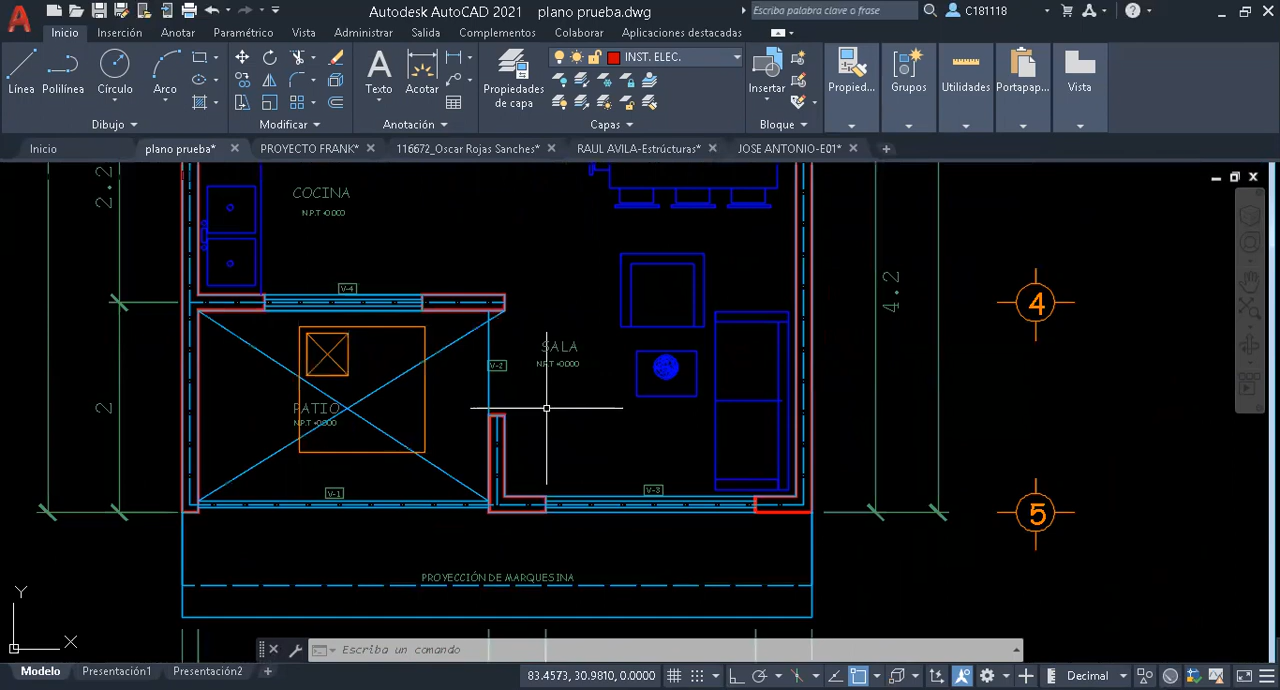 Autodesk AutoCAD 2021 plano prueba.dwg
Escriba palabra clave o frase
C181118
Inicio Inserción Anotar Paramétrico Vista Administrar Salida Complementos Colaborar Aplicaciones destacadas
INST. ELEC.
Línea Polilínea Círculo Arco
Texto Acotar
Propiedades de capa
Insertar
Propied... Grupos Utilidades Portapap... Vista
Dibujo Modificar Anotación Capas Bloque
Inicio plano prueba* PROYECTO FRANK* 116672_Oscar Rojas Sanches* RAUL AVILA-Estrúcturas* JOSE ANTONIO-E01*
2.2
COCINA
N.P.T +0.000
V-4
4.2
4
SALA
N.P.T +0.000
V-2
2
PATIO
N.P.T +0.000
V-1
V-3
5
PROYECCIÓN DE MARQUESINA
Y
X
Escriba un comando
Modelo Presentación1 Presentación2
83.4573, 30.9810, 0.0000
Decimal